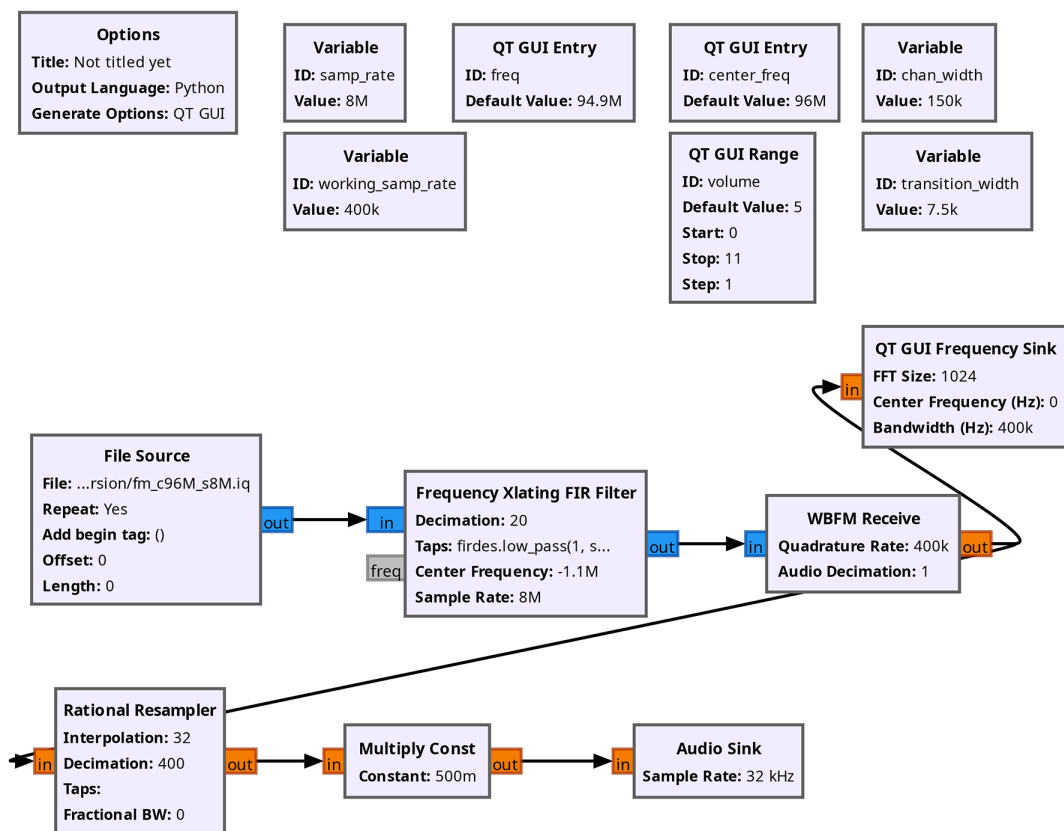 Options
Title: Not titled yet
Output Language: Python
Generate Options: QT GUI
Variable
ID: samp_rate
Value: 8M
QT GUI Entry
ID: freq
Default Value: 94.9M
QT GUI Entry
ID: center_freq
Default Value: 96M
Variable
ID: chan_width
Value: 150k
Variable
ID: working_samp_rate
Value: 400k
QT GUI Range
ID: volume
Default Value: 5
Start: 0
Stop: 11
Step: 1
Variable
ID: transition_width
Value: 7.5k
QT GUI Frequency Sink
FFT Size: 1024
Center Frequency (Hz): 0
Bandwidth (Hz): 400k
in
File Source
File: ...rsion/fm_c96M_s8M.iq
Repeat: Yes
Add begin tag: ()
Offset: 0
Length: 0
out
in
freq
Frequency Xlating FIR Filter
Decimation: 20
Taps: firdes.low_pass(1, s...
Center Frequency: -1.1M
Sample Rate: 8M
out
in
WBFM Receive
Quadrature Rate: 400k
Audio Decimation: 1
out
in
Rational Resampler
Interpolation: 32
Decimation: 400
Taps:
Fractional BW: 0
out
in
Multiply Const
Constant: 500m
out
in
Audio Sink
Sample Rate: 32 kHz